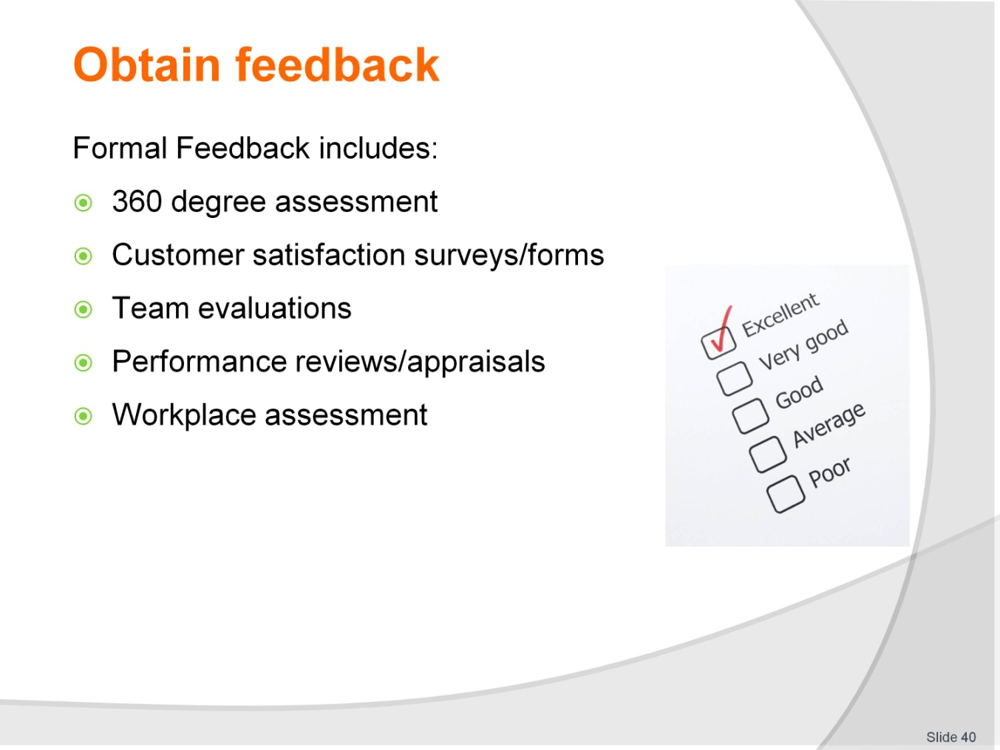 Obtain feedback
Formal Feedback includes:
360 degree assessment
Customer satisfaction surveys/forms
Team evaluations
Performance reviews/appraisals
Workplace assessment
Excellent
Very good
Good
Average
Poor
Slide 40